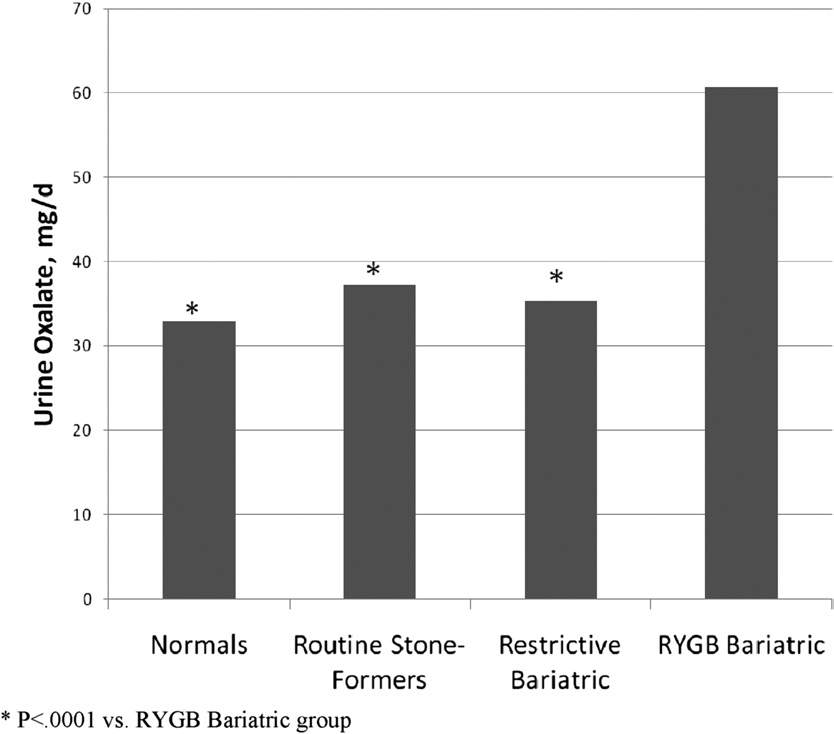 70
60
50
40
30
20
10
0
Urine Oxalate, mg/d
*
*
*
Normals
Routine Stone-
Formers
Restrictive
Bariatric
RYGB Bariatric
* P<.0001 vs. RYGB Bariatric group